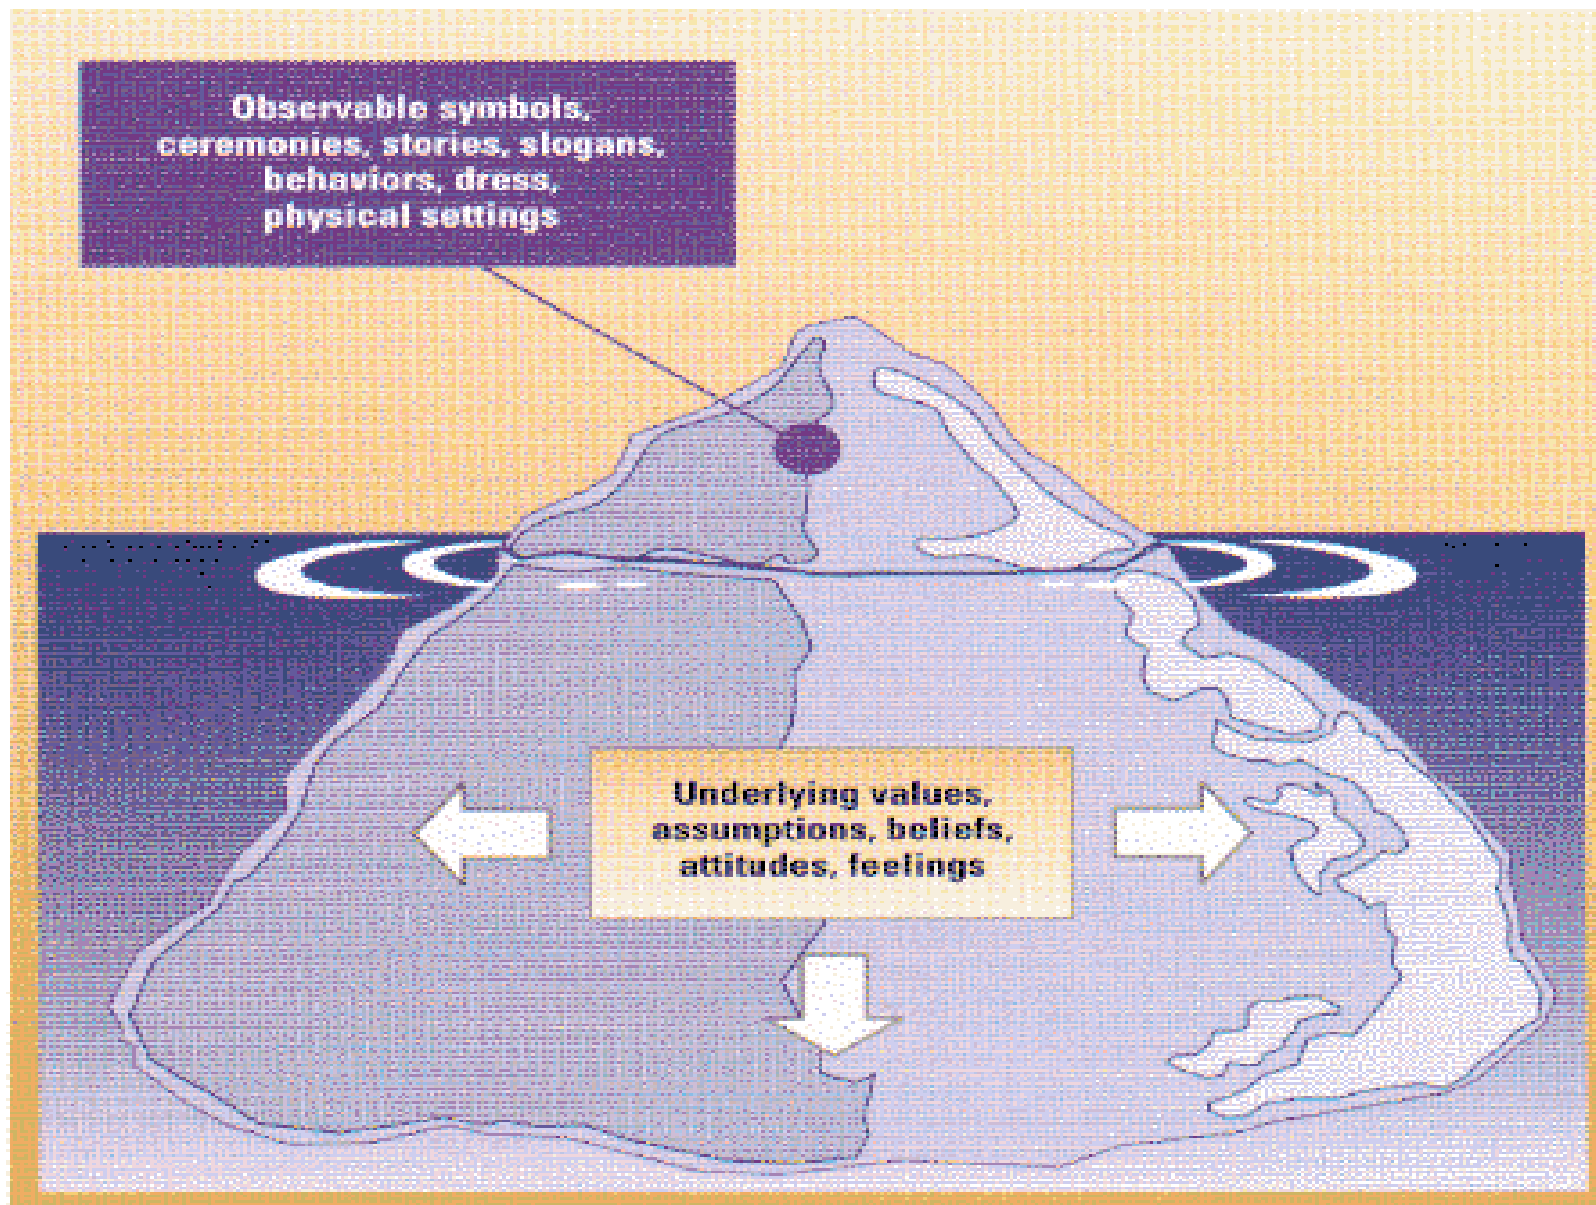 Observable symbols,
ceremonies, stories, slogans,
behaviors, dress,
physical settings
Underlying values,
assumptions, beliefs,
attitudes, feelings